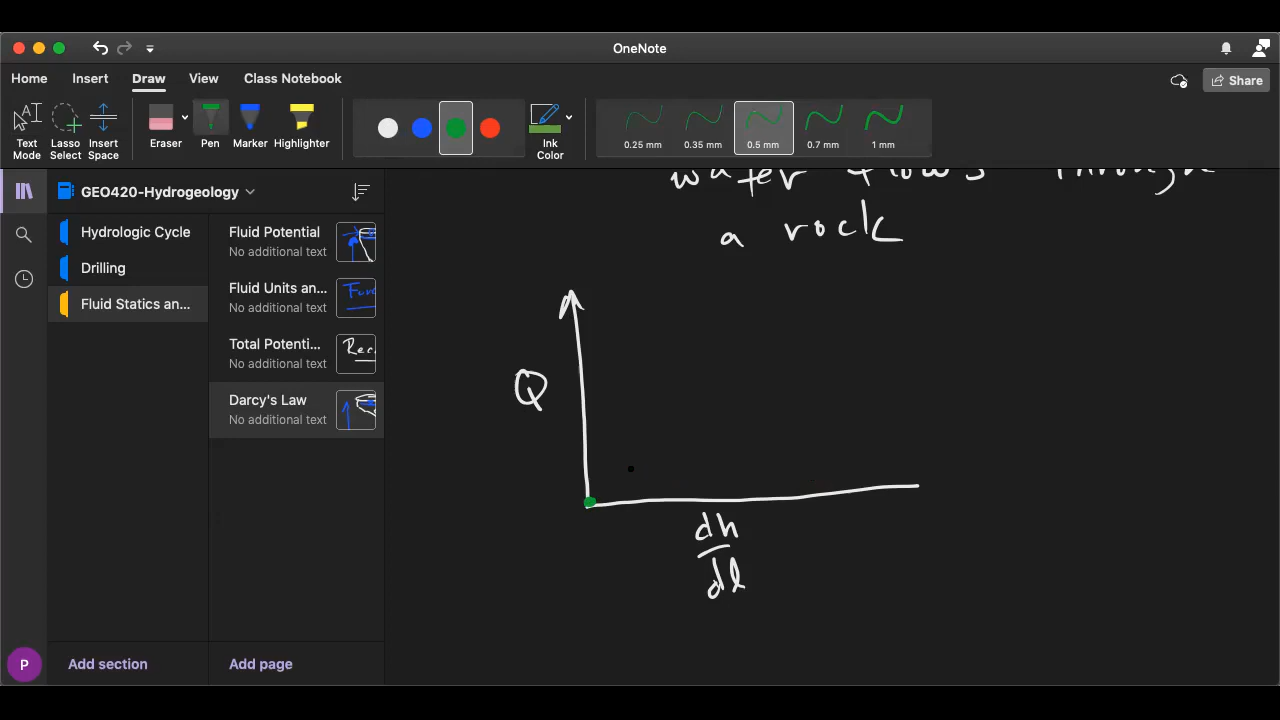 OneNote
Home Insert Draw View Class Notebook
Share
Text Mode
Lasso Select
Insert Space
Eraser
Pen
Marker
Highlighter
Ink Color
0.25 mm
0.35 mm
0.5 mm
0.7 mm
1 mm
GEO420-Hydrogeology
Hydrologic Cycle
Drilling
Fluid Statics an...
Fluid Potential
No additional text
Fluid Units an...
No additional text
Total Potenti...
No additional text
Darcy's Law
No additional text
P
Add section
Add page
water flows through
a rock
Q
dh
dl